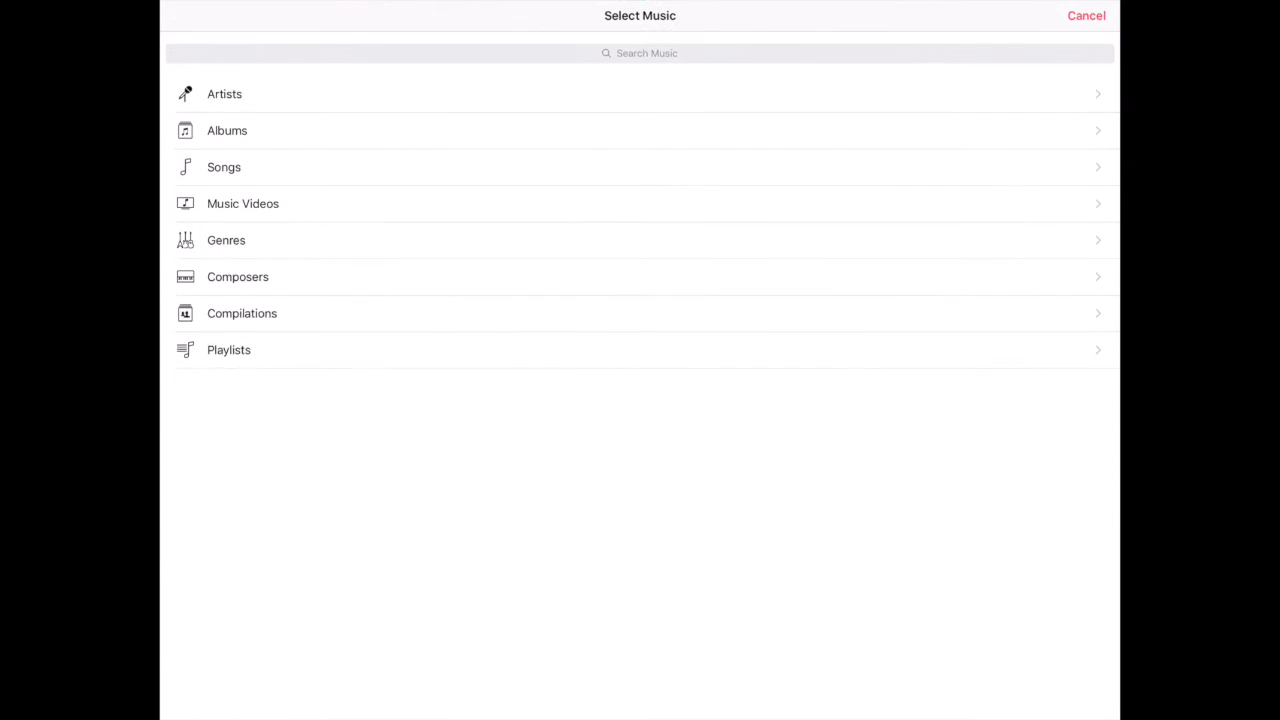 Select Music
Cancel
Search Music
Artists
Albums
Songs
Music Videos
Genres
Composers
Compilations
Playlists